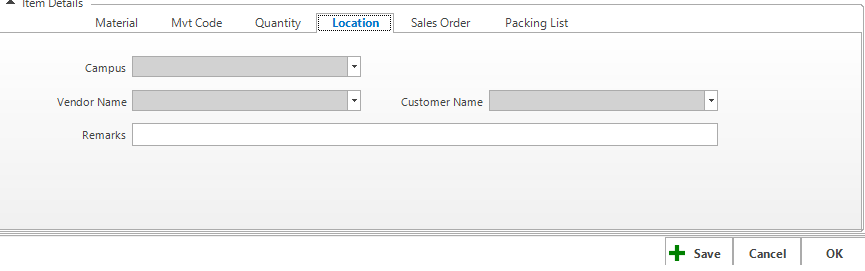 Item Details
Material Mvt Code Quantity Location Sales Order Packing List
Campus
Vendor Name Customer Name
Remarks
Save Cancel OK